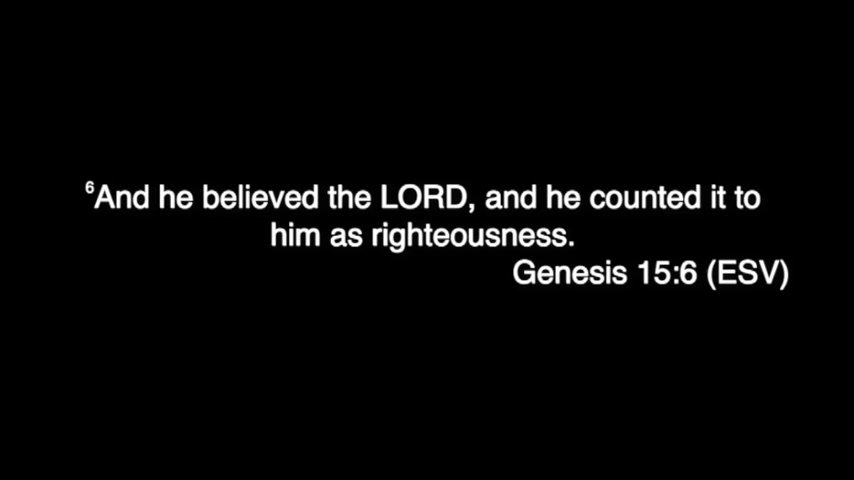 ⁶And he believed the LORD, and he counted it to
him as righteousness.
Genesis 15:6 (ESV)